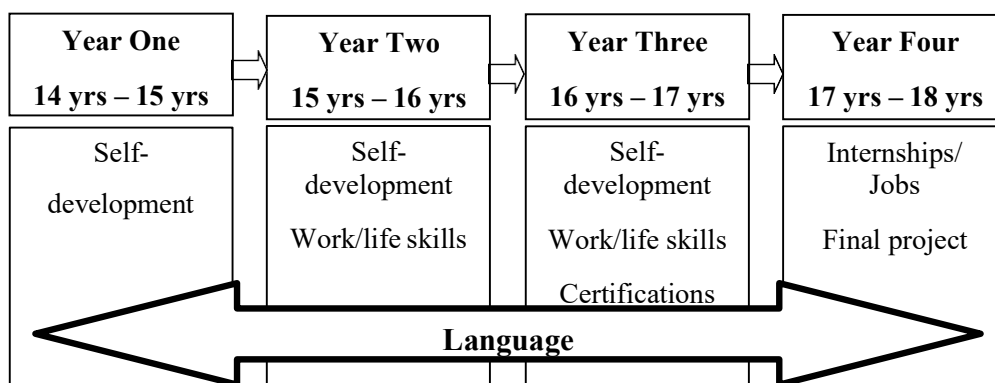 Year One
14 yrs – 15 yrs
Year Two
15 yrs – 16 yrs
Year Three
16 yrs – 17 yrs
Year Four
17 yrs – 18 yrs
Self-
development
Self-
development
Work/life skills
Self-
development
Work/life skills
Certifications
Internships/
Jobs
Final project
Language